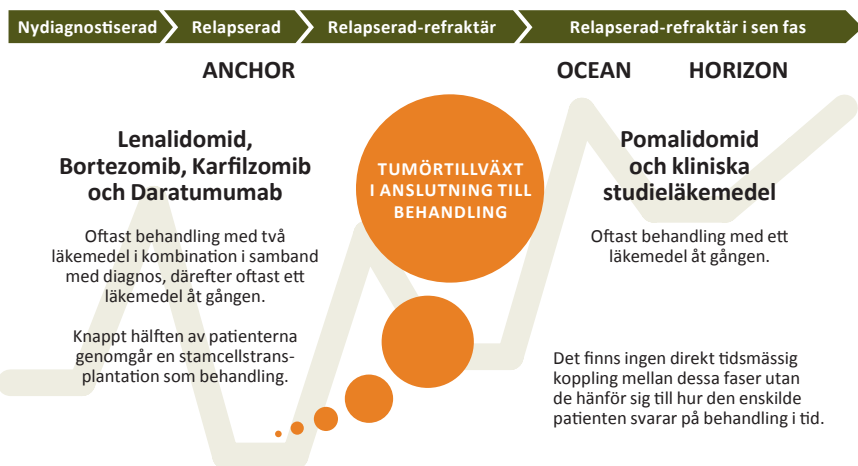 Nydiagnostiserad
Relapserad
Relapserad-refraktär
Relapserad-refraktär i sen fas
ANCHOR
OCEAN
HORIZON
Lenalidomid,
Bortezomib, Karfilzomib
och Daratumumab
Oftast behandling med två
läkemedel i kombination i samband
med diagnos, därefter oftast ett
läkemedel åt gången.
Knappt hälften av patienterna
genomgår en stamcellstrans-
plantation som behandling.
TUMÖRTILLVÄXT
I ANSLUTNING TILL
BEHANDLING
Pomalidomid
och kliniska
studieläkemedel
Oftast behandling med ett
läkemedel åt gången.
Det finns ingen direkt tidsmässig
koppling mellan dessa faser utan
de hänför sig till hur den enskilde
patienten svarar på behandling i tid.